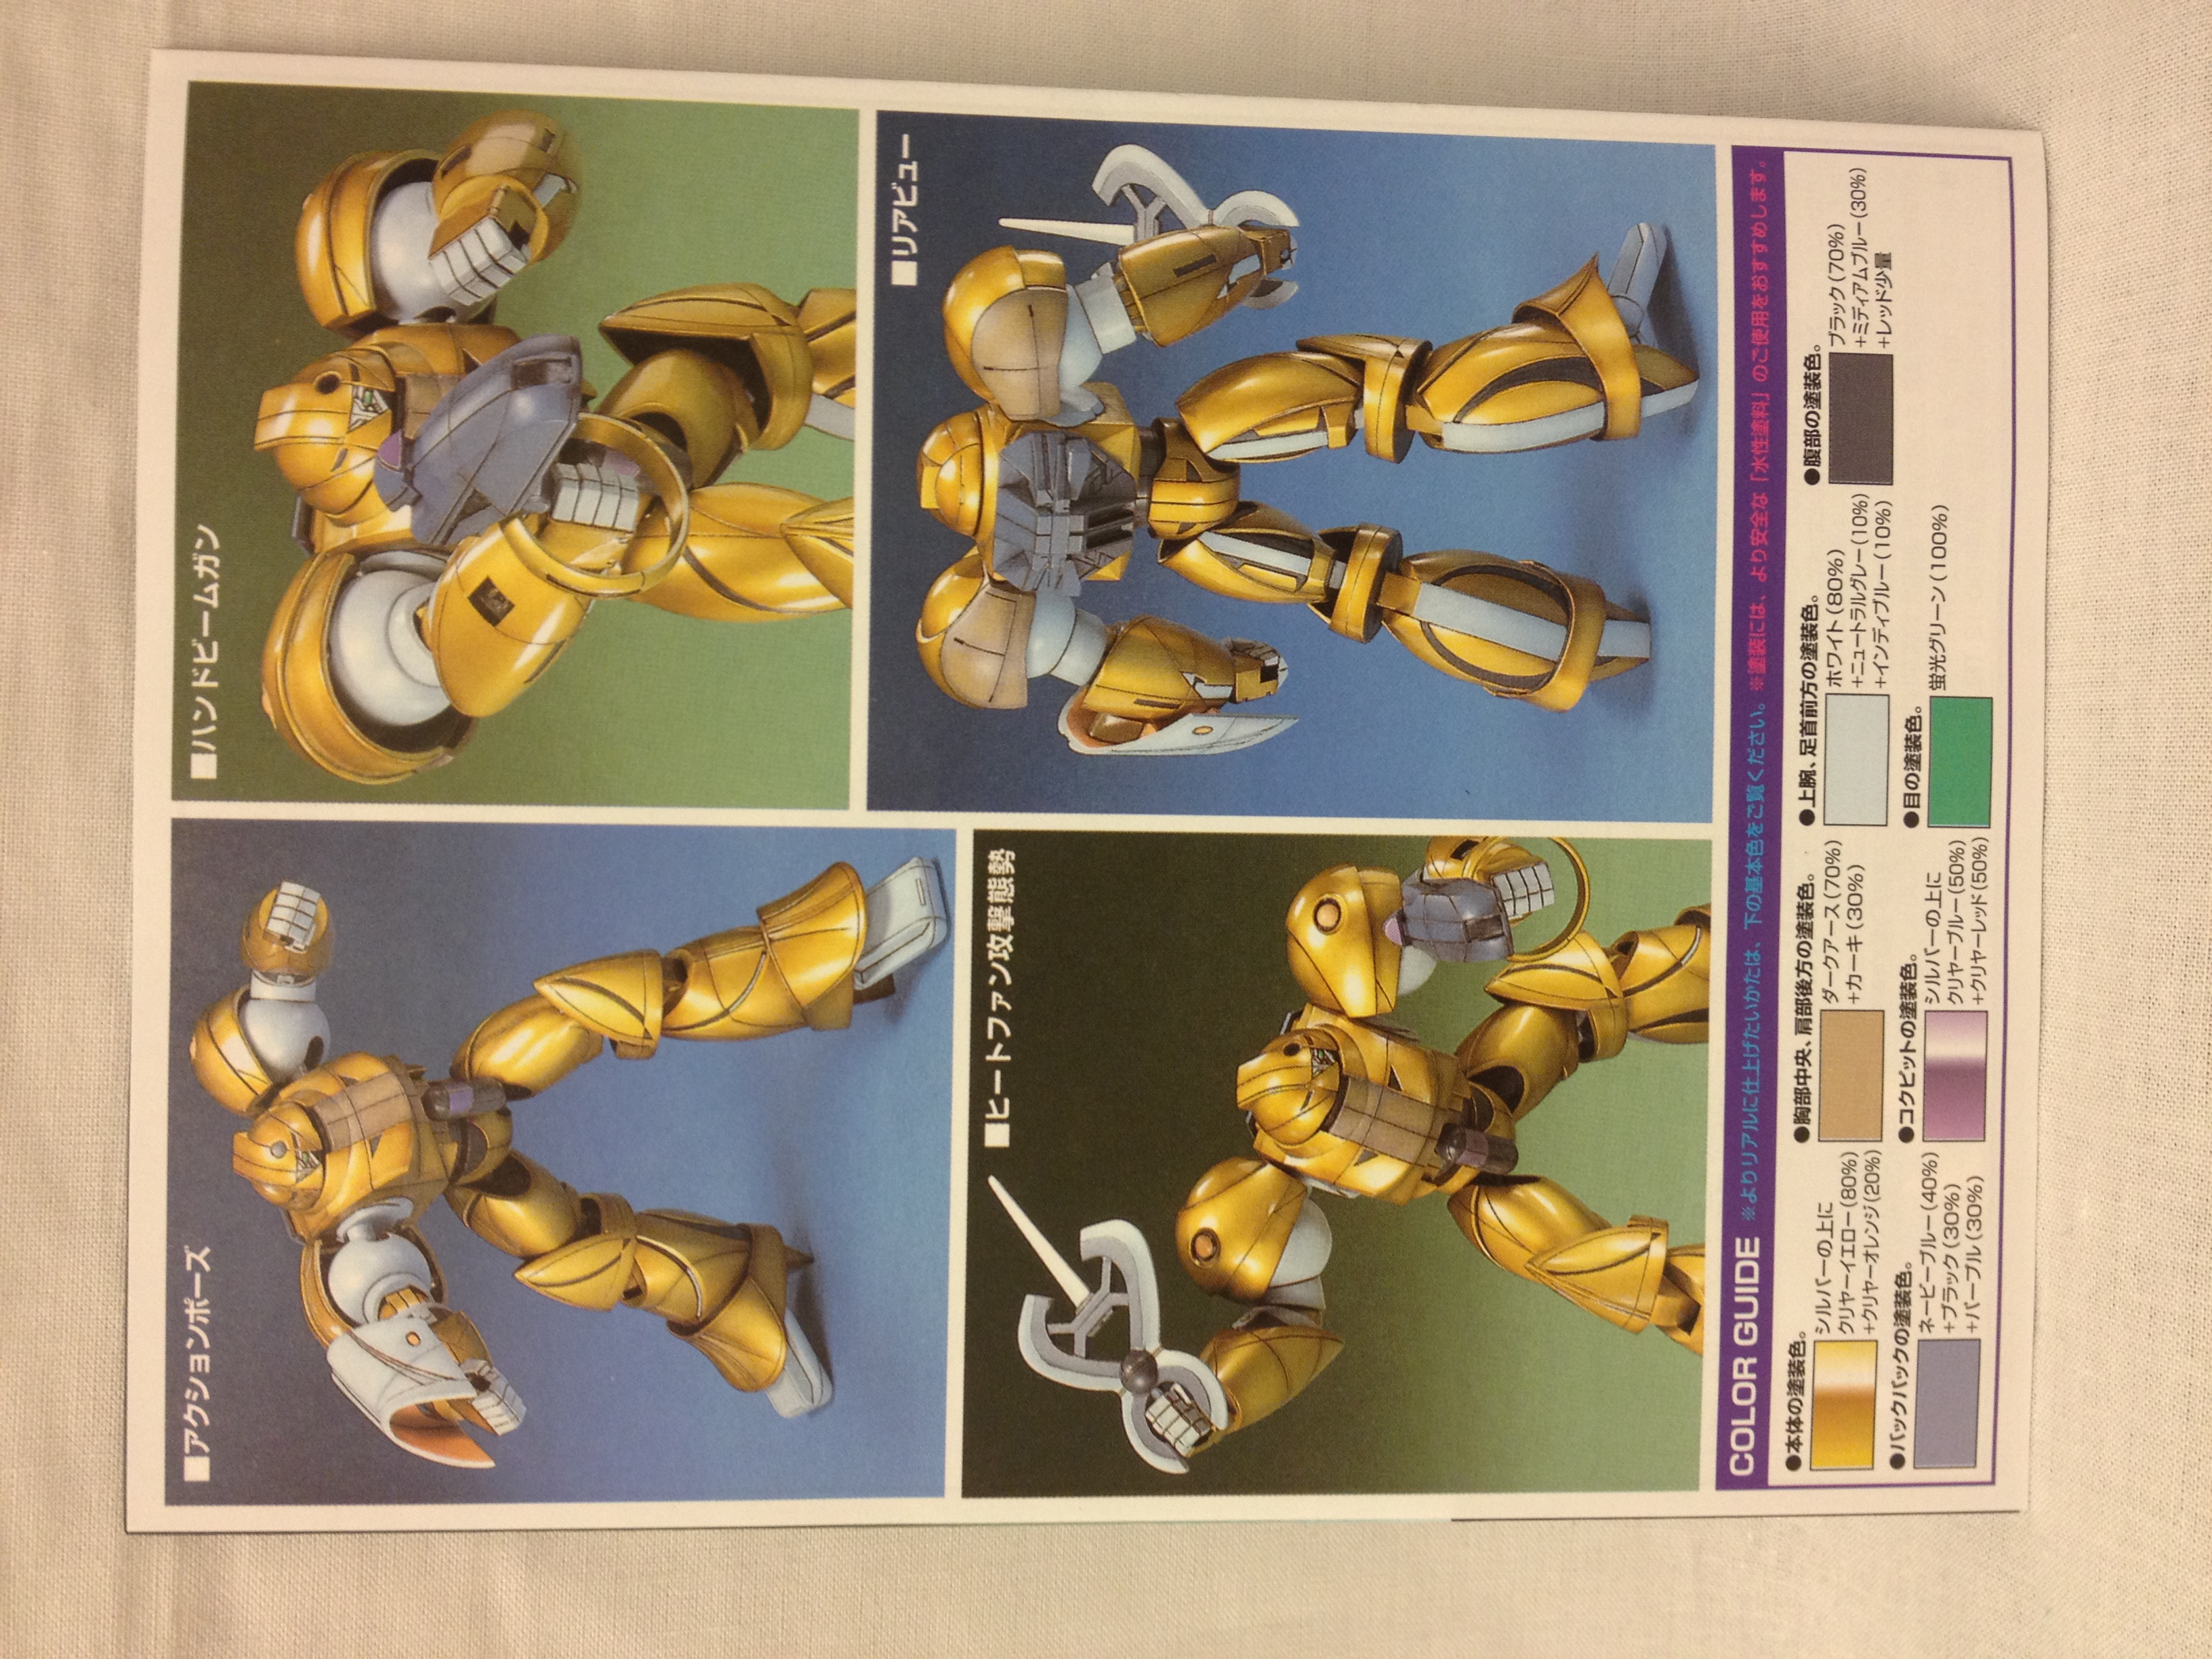 ■アクションポーズ
■ハンドビームガン
■リアビュー
■ヒートファン攻撃態勢
COLOR GUIDE ※よりリアルに仕上げたいかたは、下の基本色をご覧ください。※塗装には、より安全な「水性塗料」のご使用をおすすめします。
●本体の塗装色。
シルバーの上に
クリヤーイエロー(80%)
+クリヤーオレンジ(20%)
●胸部中央、肩部後方の塗装色。
ダークアース(70%)
+カーキ(30%)
●上腕、足首前方の塗装色。
ホワイト(80%)
+ニュートラルグレー(10%)
+インディブルー(10%)
●腹部の塗装色。
ブラック(70%)
+ミディアムブルー(30%)
+レッド少量
●バックパックの塗装色。
ネービーブルー(40%)
+ブラック(30%)
+パープル(30%)
●コクピットの塗装色。
シルバーの上に
クリヤーブルー(50%)
+クリヤーレッド(50%)
●目の塗装色。
蛍光グリーン(100%)